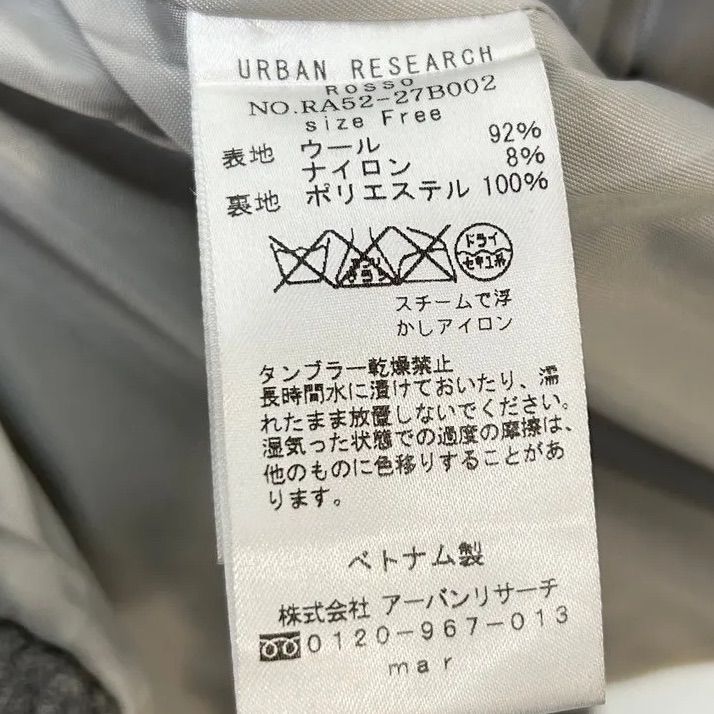 URBAN RESEARCH
ROSSO
NO.RA52-27B002
size Free
表地 ウール 92%
ナイロン 8%
裏地 ポリエステル 100%
ドライ
セキユ系
スチームで浮
かしアイロン
タンブラー乾燥禁止
長時間水に漬けておいたり、濡
れたまま放置しないでください。
湿気った状態での過度の摩擦は、
他のものに色移りすることがあ
ります。
ベトナム製
株式会社 アーバンリサーチ
0120-967-013
mar